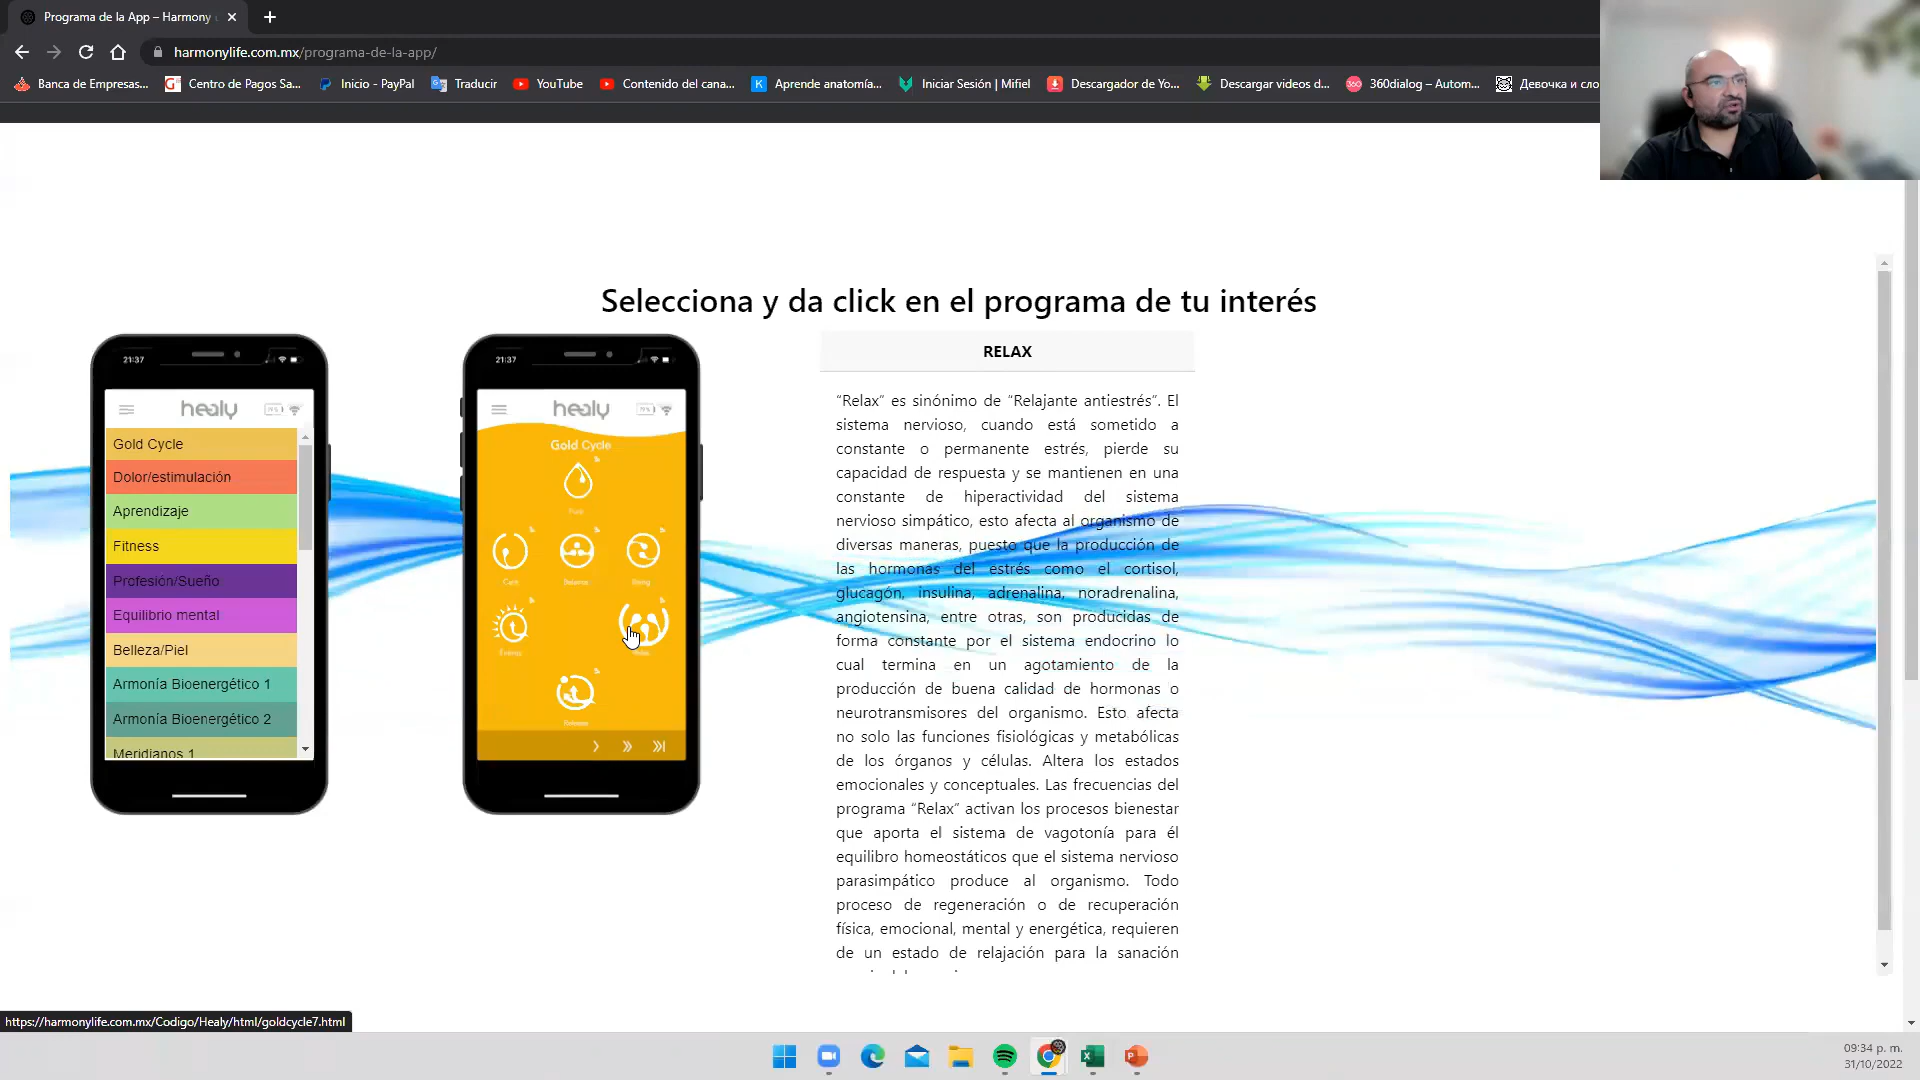 Programa de la App – Harmony
harmonylife.com.mx/programa-de-la-app/
Banca de Empresas...
Centro de Pagos Sa...
Inicio - PayPal
Traducir
YouTube
Contenido del cana...
Aprende anatomía...
Iniciar Sesión | Mifiel
Descargador de Yo...
Descargar videos d...
360dialog – Autom...
Девочка и сло
Selecciona y da click en el programa de tu interés
21:37
healy
Gold Cycle
Dolor/estimulación
Aprendizaje
Fitness
Profesión/Sueño
Equilibrio mental
Belleza/Piel
Armonía Bioenergético 1
Armonía Bioenergético 2
Meridianos 1
21:37
healy
Gold Cycle
Pure
Care
Balance
Being
Energy
Relax
Release
RELAX
“Relax” es sinónimo de “Relajante antiestrés”. El
sistema nervioso, cuando está sometido a
constante o permanente estrés, pierde su
capacidad de respuesta y se mantienen en una
constante de hiperactividad del sistema
nervioso simpático, esto afecta al organismo de
diversas maneras, puesto que la producción de
las hormonas del estrés como el cortisol,
glucagón, insulina, adrenalina, noradrenalina,
angiotensina, entre otras, son producidas de
forma constante por el sistema endocrino lo
cual termina en un agotamiento de la
producción de buena calidad de hormonas o
neurotransmisores del organismo. Esto afecta
no solo las funciones fisiológicas y metabólicas
de los órganos y células. Altera los estados
emocionales y conceptuales. Las frecuencias del
programa “Relax” activan los procesos bienestar
que aporta el sistema de vagotonía para él
equilibro homeostáticos que el sistema nervioso
parasimpático produce al organismo. Todo
proceso de regeneración o de recuperación
física, emocional, mental y energética, requieren
de un estado de relajación para la sanación
https://harmonylife.com.mx/Codigo/Healy/html/goldcycle7.html
09:34 p. m.
31/10/2022